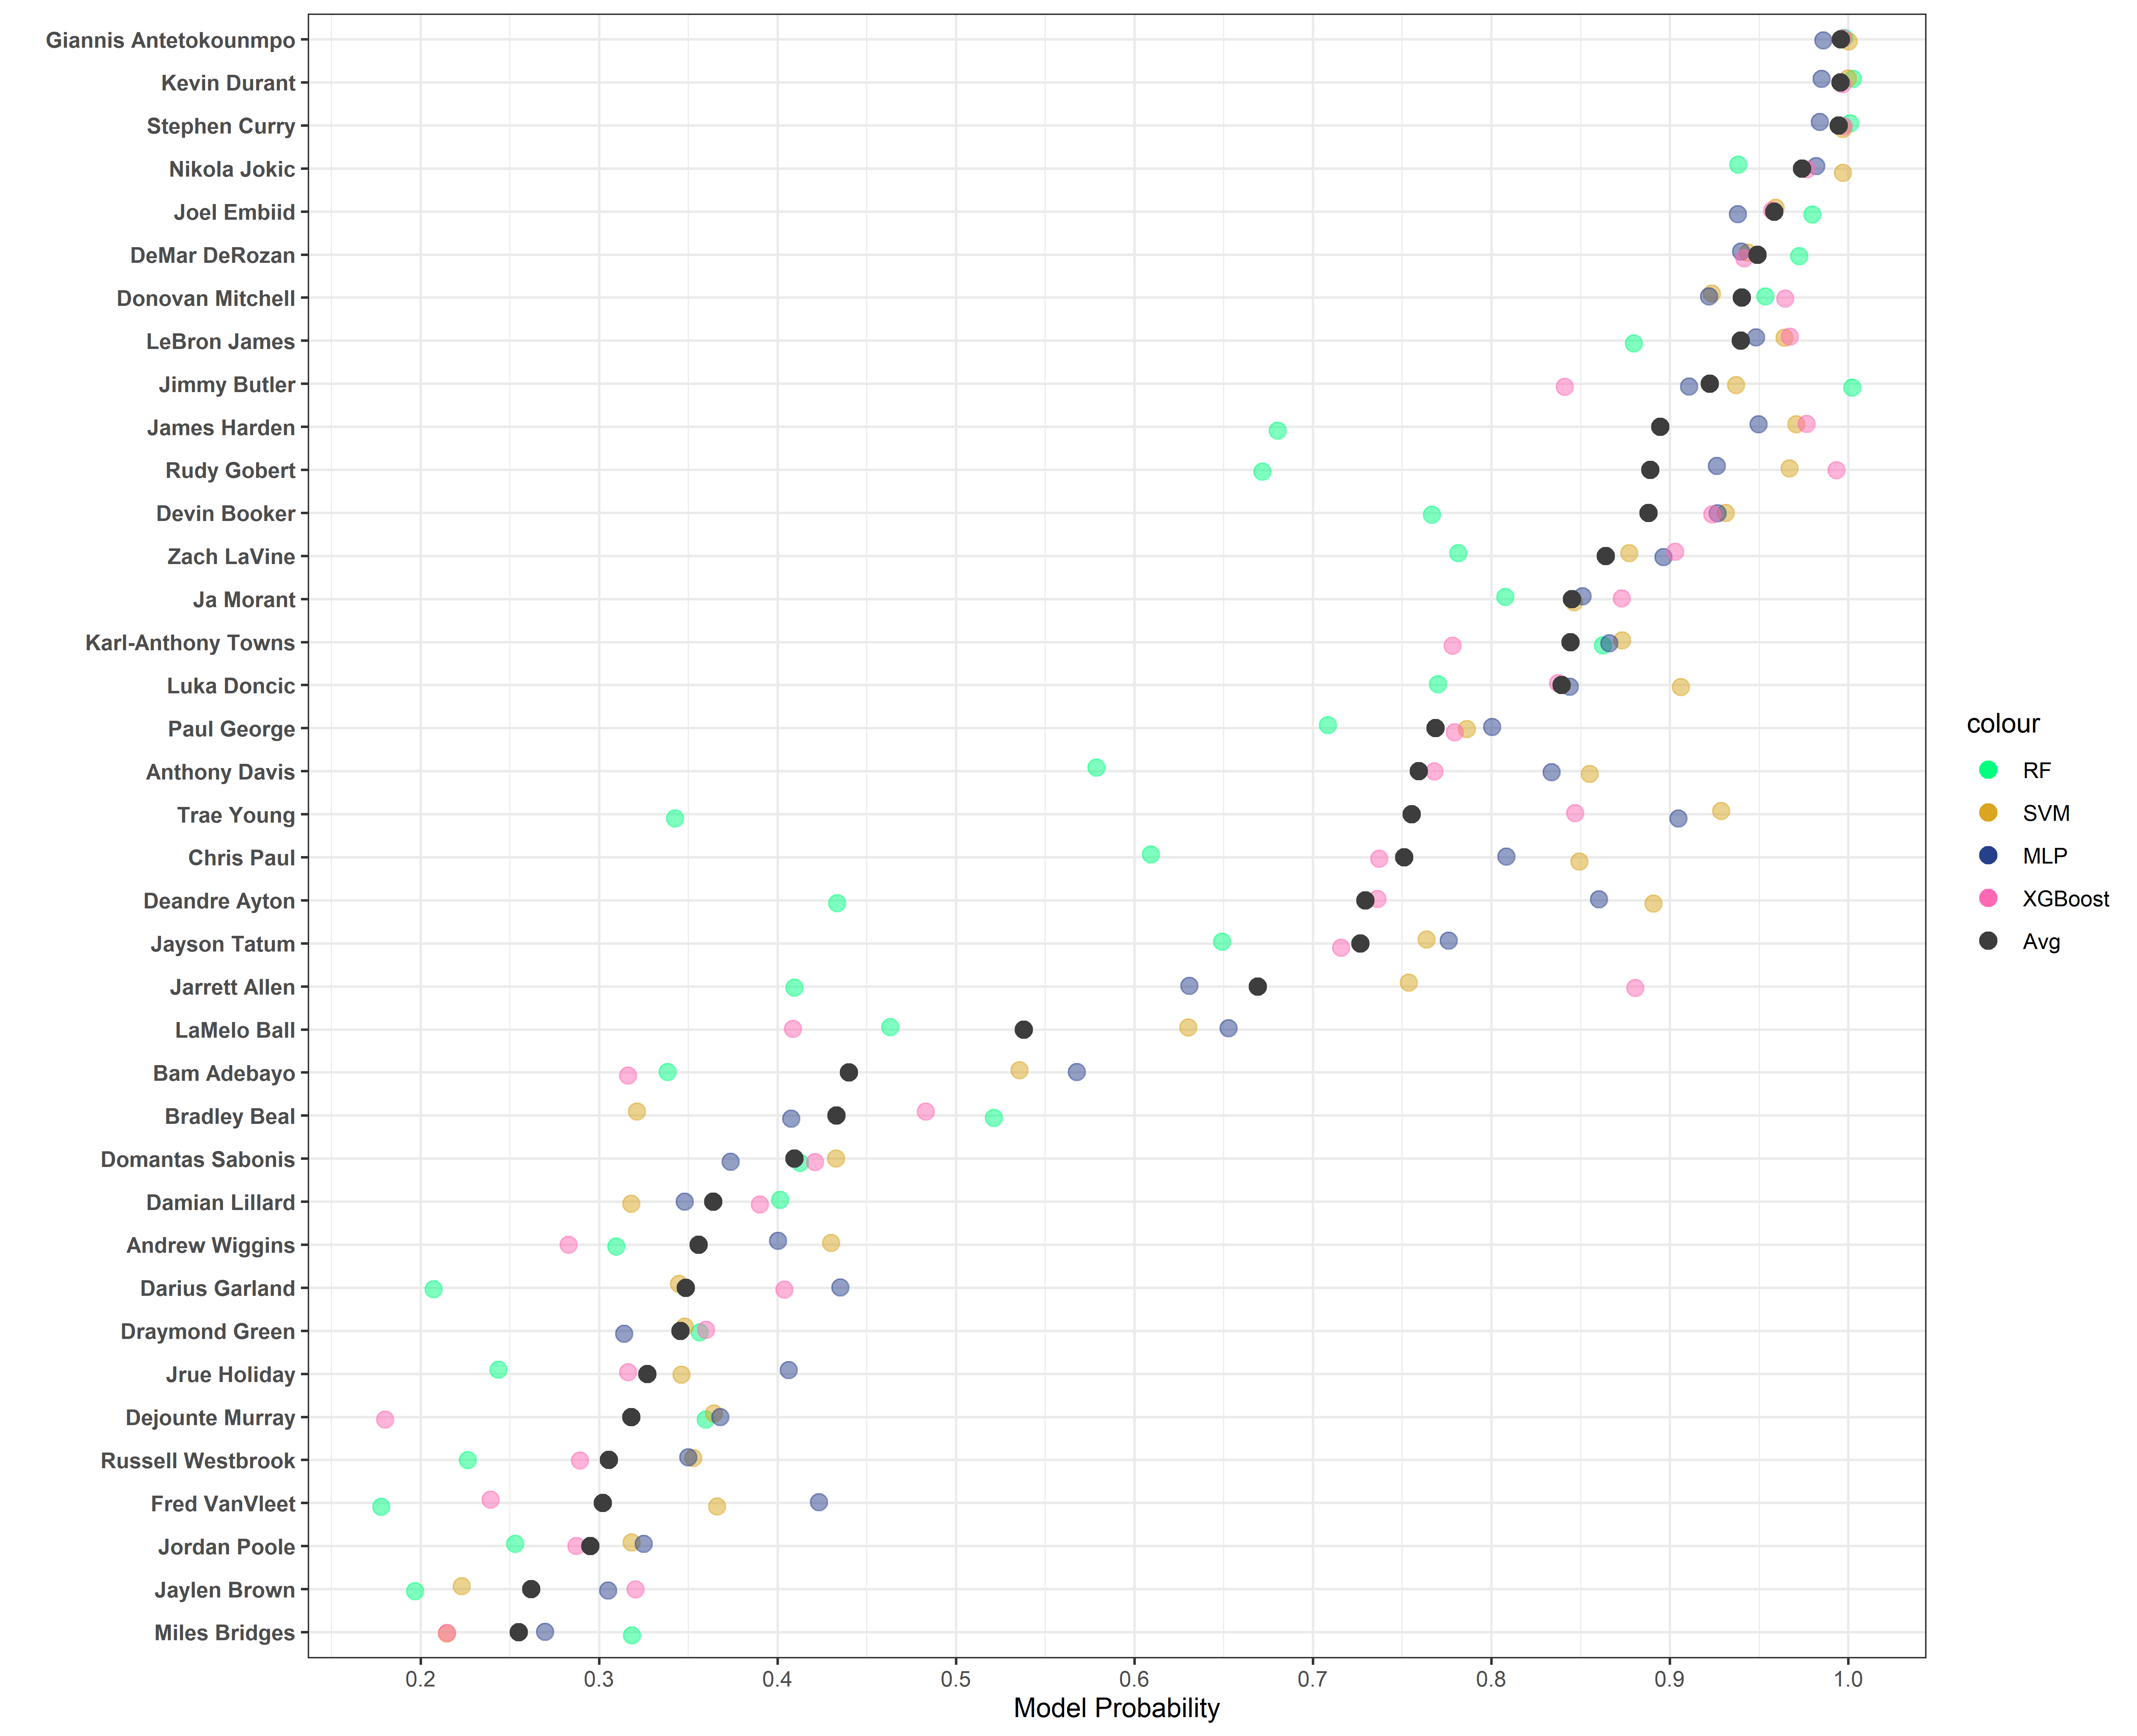 Giannis Antetokounmpo
Kevin Durant
Stephen Curry
Nikola Jokic
Joel Embiid
DeMar DeRozan
Donovan Mitchell
LeBron James
Jimmy Butler
James Harden
Rudy Gobert
Devin Booker
Zach LaVine
Ja Morant
Karl-Anthony Towns
Luka Doncic
Paul George
Anthony Davis
Trae Young
Chris Paul
Deandre Ayton
Jayson Tatum
Jarrett Allen
LaMelo Ball
Bam Adebayo
Bradley Beal
Domantas Sabonis
Damian Lillard
Andrew Wiggins
Darius Garland
Draymond Green
Jrue Holiday
Dejounte Murray
Russell Westbrook
Fred VanVleet
Jordan Poole
Jaylen Brown
Miles Bridges
0.2 0.3 0.4 0.5 0.6 0.7 0.8 0.9 1.0
Model Probability
colour
RF
SVM
MLP
XGBoost
Avg